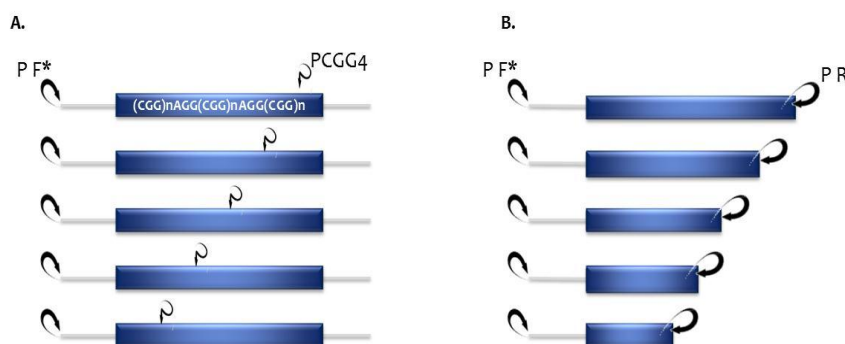 A.
B.
PCGG4
P F*
P F*
P R
(CGG)nAGG(CGG)nAGG(CGG)n